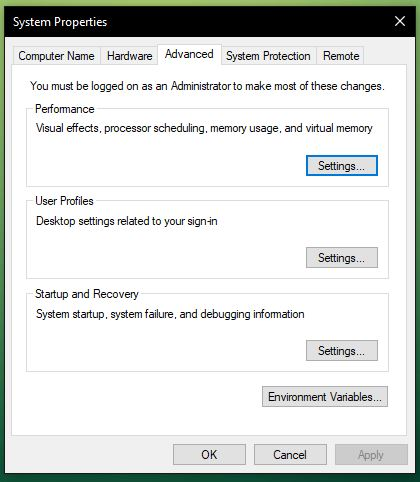 System Properties
Computer Name Hardware Advanced System Protection Remote
You must be logged on as an Administrator to make most of these changes.
Performance
Visual effects, processor scheduling, memory usage, and virtual memory
Settings...
User Profiles
Desktop settings related to your sign-in
Settings...
Startup and Recovery
System startup, system failure, and debugging information
Settings...
Environment Variables...
OK Cancel Apply